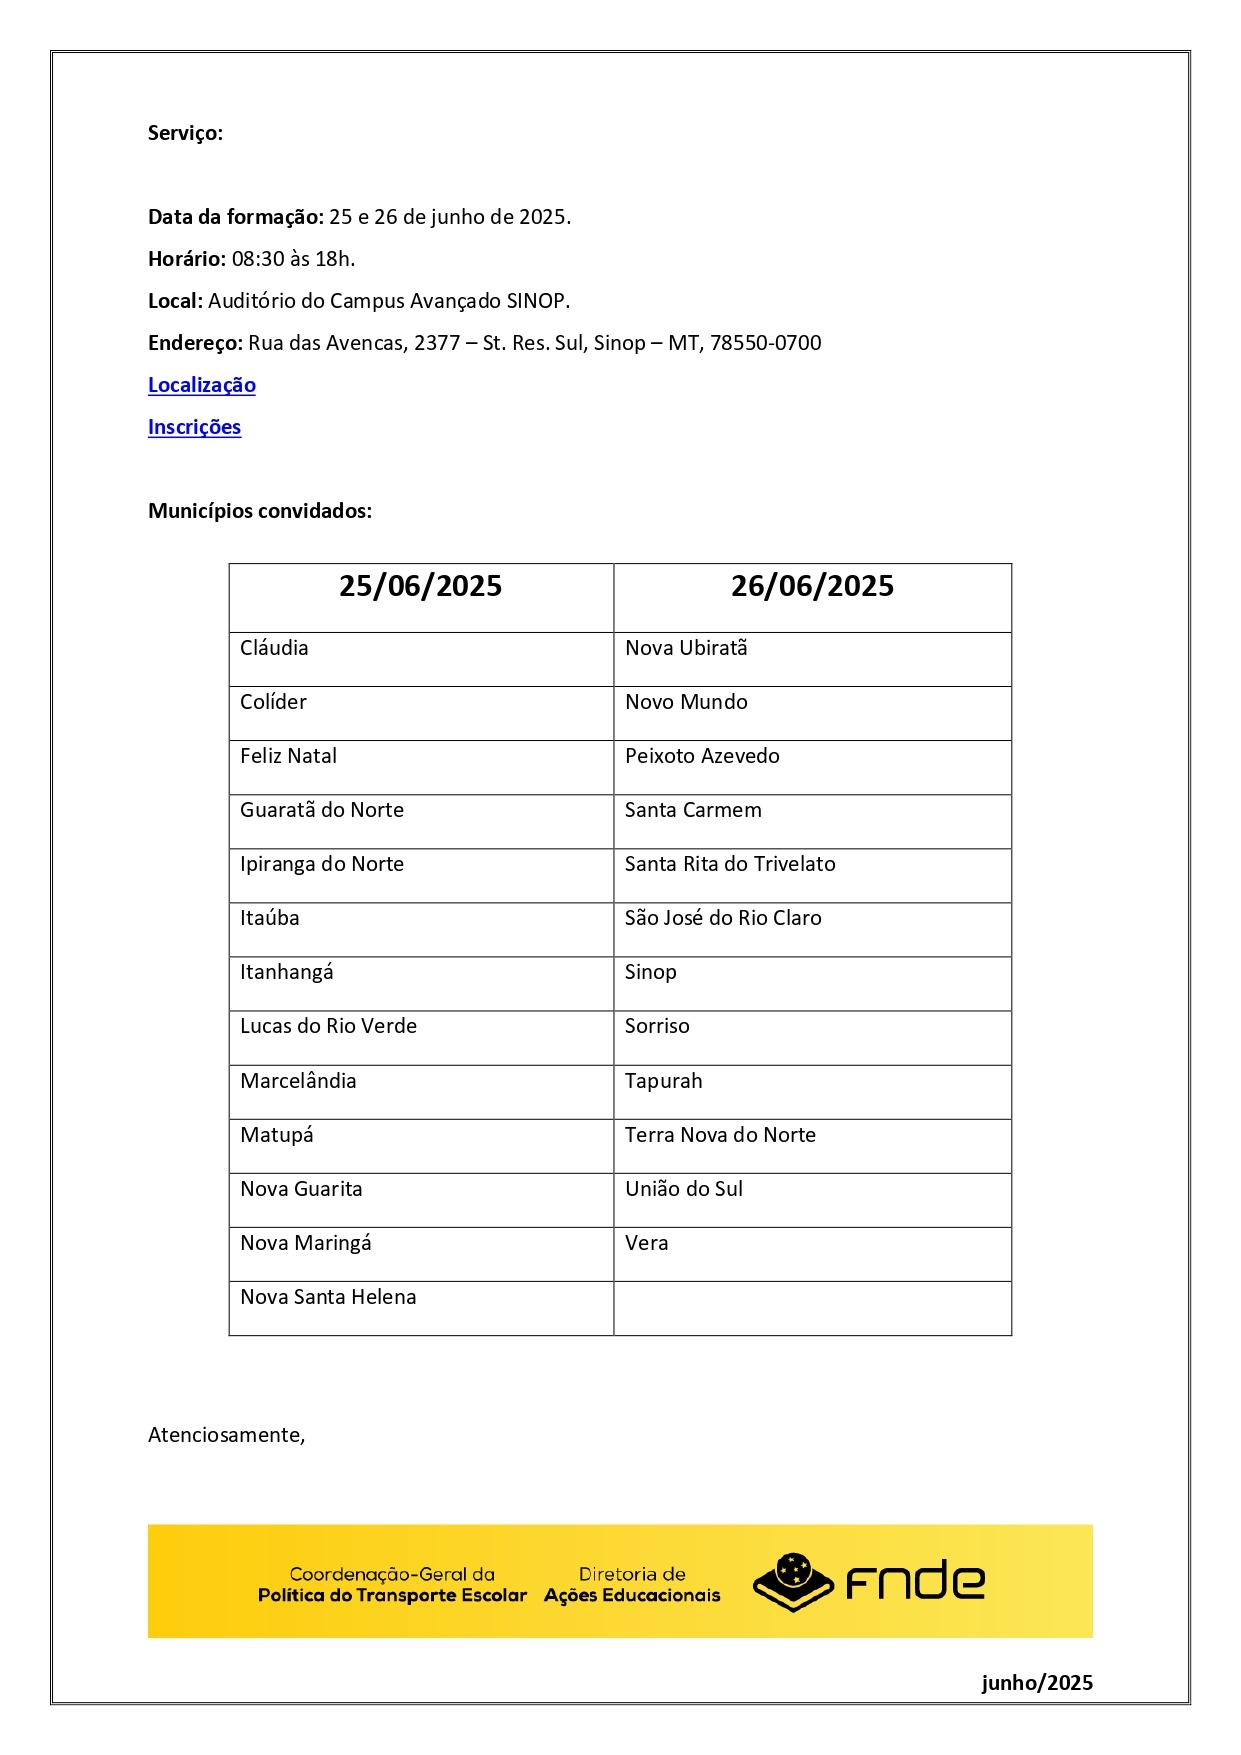 Serviço:
Data da formação: 25 e 26 de junho de 2025.
Horário: 08:30 às 18h.
Local: Auditório do Campus Avançado SINOP.
Endereço: Rua das Avencas, 2377 – St. Res. Sul, Sinop – MT, 78550-0700
Localização
Inscrições
Municípios convidados:
25/06/2025 26/06/2025
Cláudia Nova Ubiratã
Colíder Novo Mundo
Feliz Natal Peixoto Azevedo
Guaratã do Norte Santa Carmem
Ipiranga do Norte Santa Rita do Trivelato
Itaúba São José do Rio Claro
Itanhangá Sinop
Lucas do Rio Verde Sorriso
Marcelândia Tapurah
Matupá Terra Nova do Norte
Nova Guarita União do Sul
Nova Maringá Vera
Nova Santa Helena
Atenciosamente,
Coordenação-Geral da
Política do Transporte Escolar
Diretoria de
Ações Educacionais
fnde
junho/2025